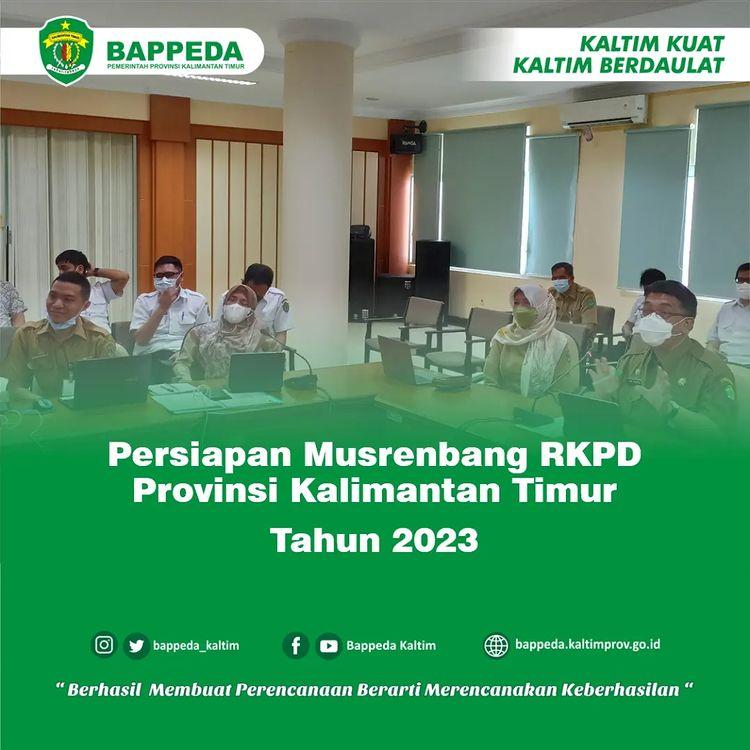 BAPPEDA
PEMERINTAH PROVINSI KALIMANTAN TIMUR
KALTIM KUAT
KALTIM BERDAULAT
Persiapan Musrenbang RKPD
Provinsi Kalimantan Timur
Tahun 2023
bappeda_kaltim
Bappeda Kaltim
bappeda.kaltimprov.go.id
“ Berhasil Membuat Perencanaan Berarti Merencanakan Keberhasilan “